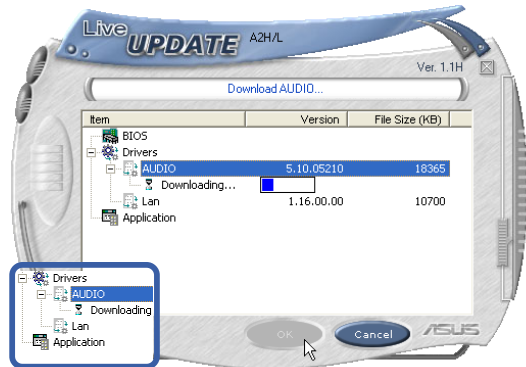 Live UPDATE A2H/L
Ver. 1.1H
Download AUDIO...
Item Version File Size (KB)
BIOS
Drivers
AUDIO 5.10.05210 18365
Downloading...
Lan 1.16.00.00 10700
Application
Drivers
AUDIO
Downloading
Lan
Application
OK Cancel ASUS